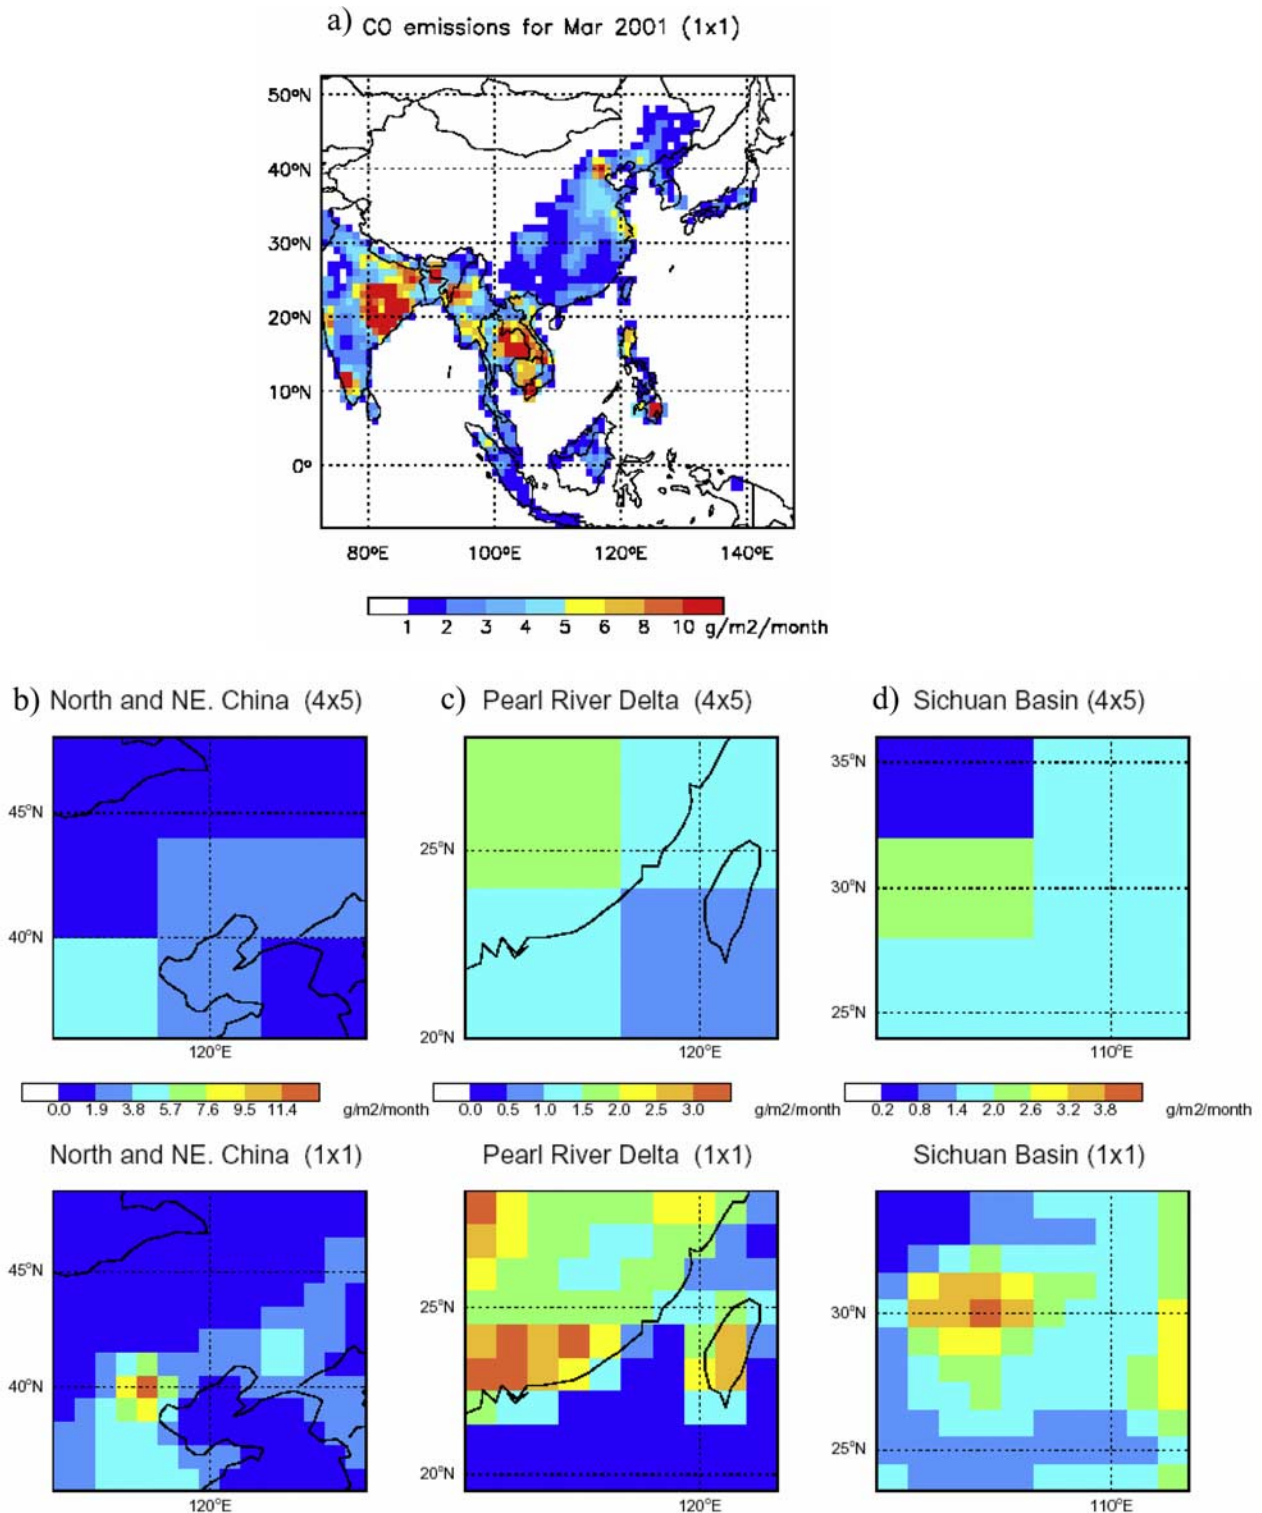 a) CO emissions for Mar 2001 (1x1)
50°N
40°N
30°N
20°N
10°N
0°
80°E 100°E 120°E 140°E
1 2 3 4 5 6 8 10 g/m2/month
b) North and NE. China (4x5)
45°N
40°N
120°E
0.0 1.9 3.8 5.7 7.6 9.5 11.4 g/m2/month
c) Pearl River Delta (4x5)
25°N
20°N
120°E
0.0 0.5 1.0 1.5 2.0 2.5 3.0 g/m2/month
d) Sichuan Basin (4x5)
35°N
30°N
25°N
110°E
0.2 0.8 1.4 2.0 2.6 3.2 3.8 g/m2/month
North and NE. China (1x1)
45°N
40°N
120°E
Pearl River Delta (1x1)
25°N
20°N
120°E
Sichuan Basin (1x1)
30°N
25°N
110°E